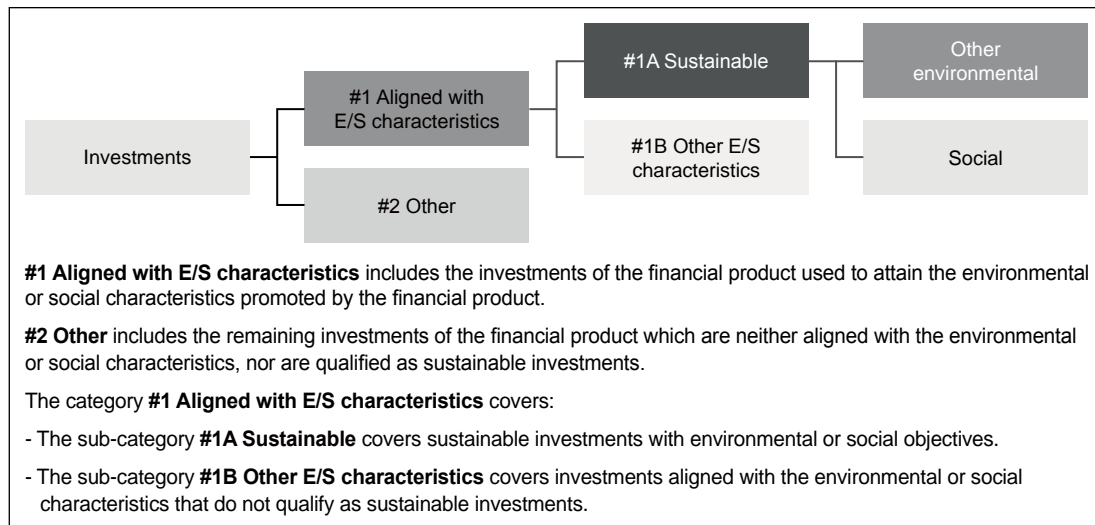 #1A Sustainable
Other
environmental
#1 Aligned with
E/S characteristics
Investments
#1B Other E/S
characteristics
Social
#2 Other
#1 Aligned with E/S characteristics includes the investments of the financial product used to attain the environmental
or social characteristics promoted by the financial product.
#2 Other includes the remaining investments of the financial product which are neither aligned with the environmental
or social characteristics, nor are qualified as sustainable investments.
The category #1 Aligned with E/S characteristics covers:
- The sub-category #1A Sustainable covers sustainable investments with environmental or social objectives.
- The sub-category #1B Other E/S characteristics covers investments aligned with the environmental or social
characteristics that do not qualify as sustainable investments.